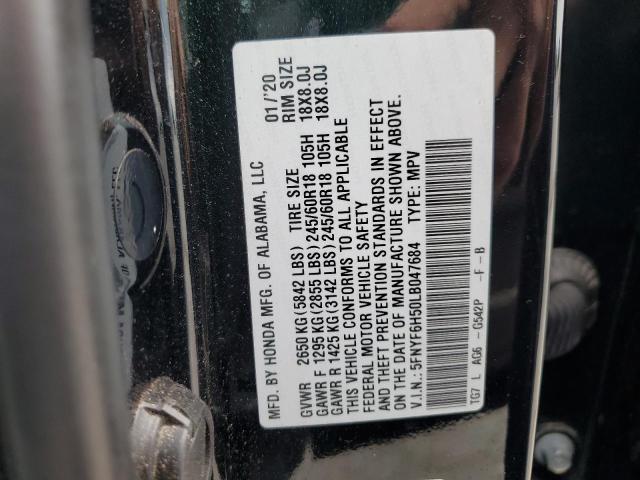 MFD. BY HONDA MFG. OF ALABAMA, LLC 01/'20
GVWR 2650 KG (5842 LBS) TIRE SIZE RIM SIZE
GAWR F 1295 KG (2855 LBS) 245/60R18 105H 18X8.0J
GAWR R 1425 KG (3142 LBS) 245/60R18 105H 18X8.0J
THIS VEHICLE CONFORMS TO ALL APPLICABLE
FEDERAL MOTOR VEHICLE SAFETY
AND THEFT PREVENTION STANDARDS IN EFFECT
ON THE DATE OF MANUFACTURE SHOWN ABOVE.
V.I.N.: 5FNYF6H50LB047684 TYPE: MPV
TG7 L AG6 -G542P -F -B